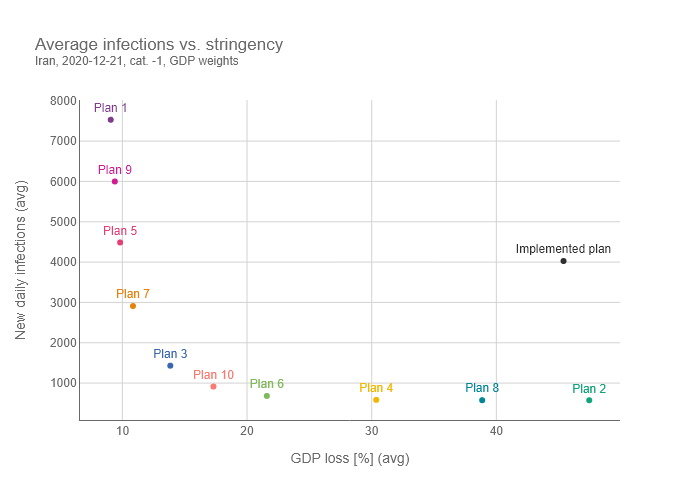 Average infections vs. stringency
Iran, 2020-12-21, cat. -1, GDP weights
8000
Plan 1
7000
Plan 9
6000
Plan 5
5000
Implemented plan
4000
Plan 7
3000
2000
Plan 3
Plan 10
1000
Plan 6
Plan 4
Plan 8
Plan 2
10
20
30
40
New daily infections (avg)
GDP loss [%] (avg)